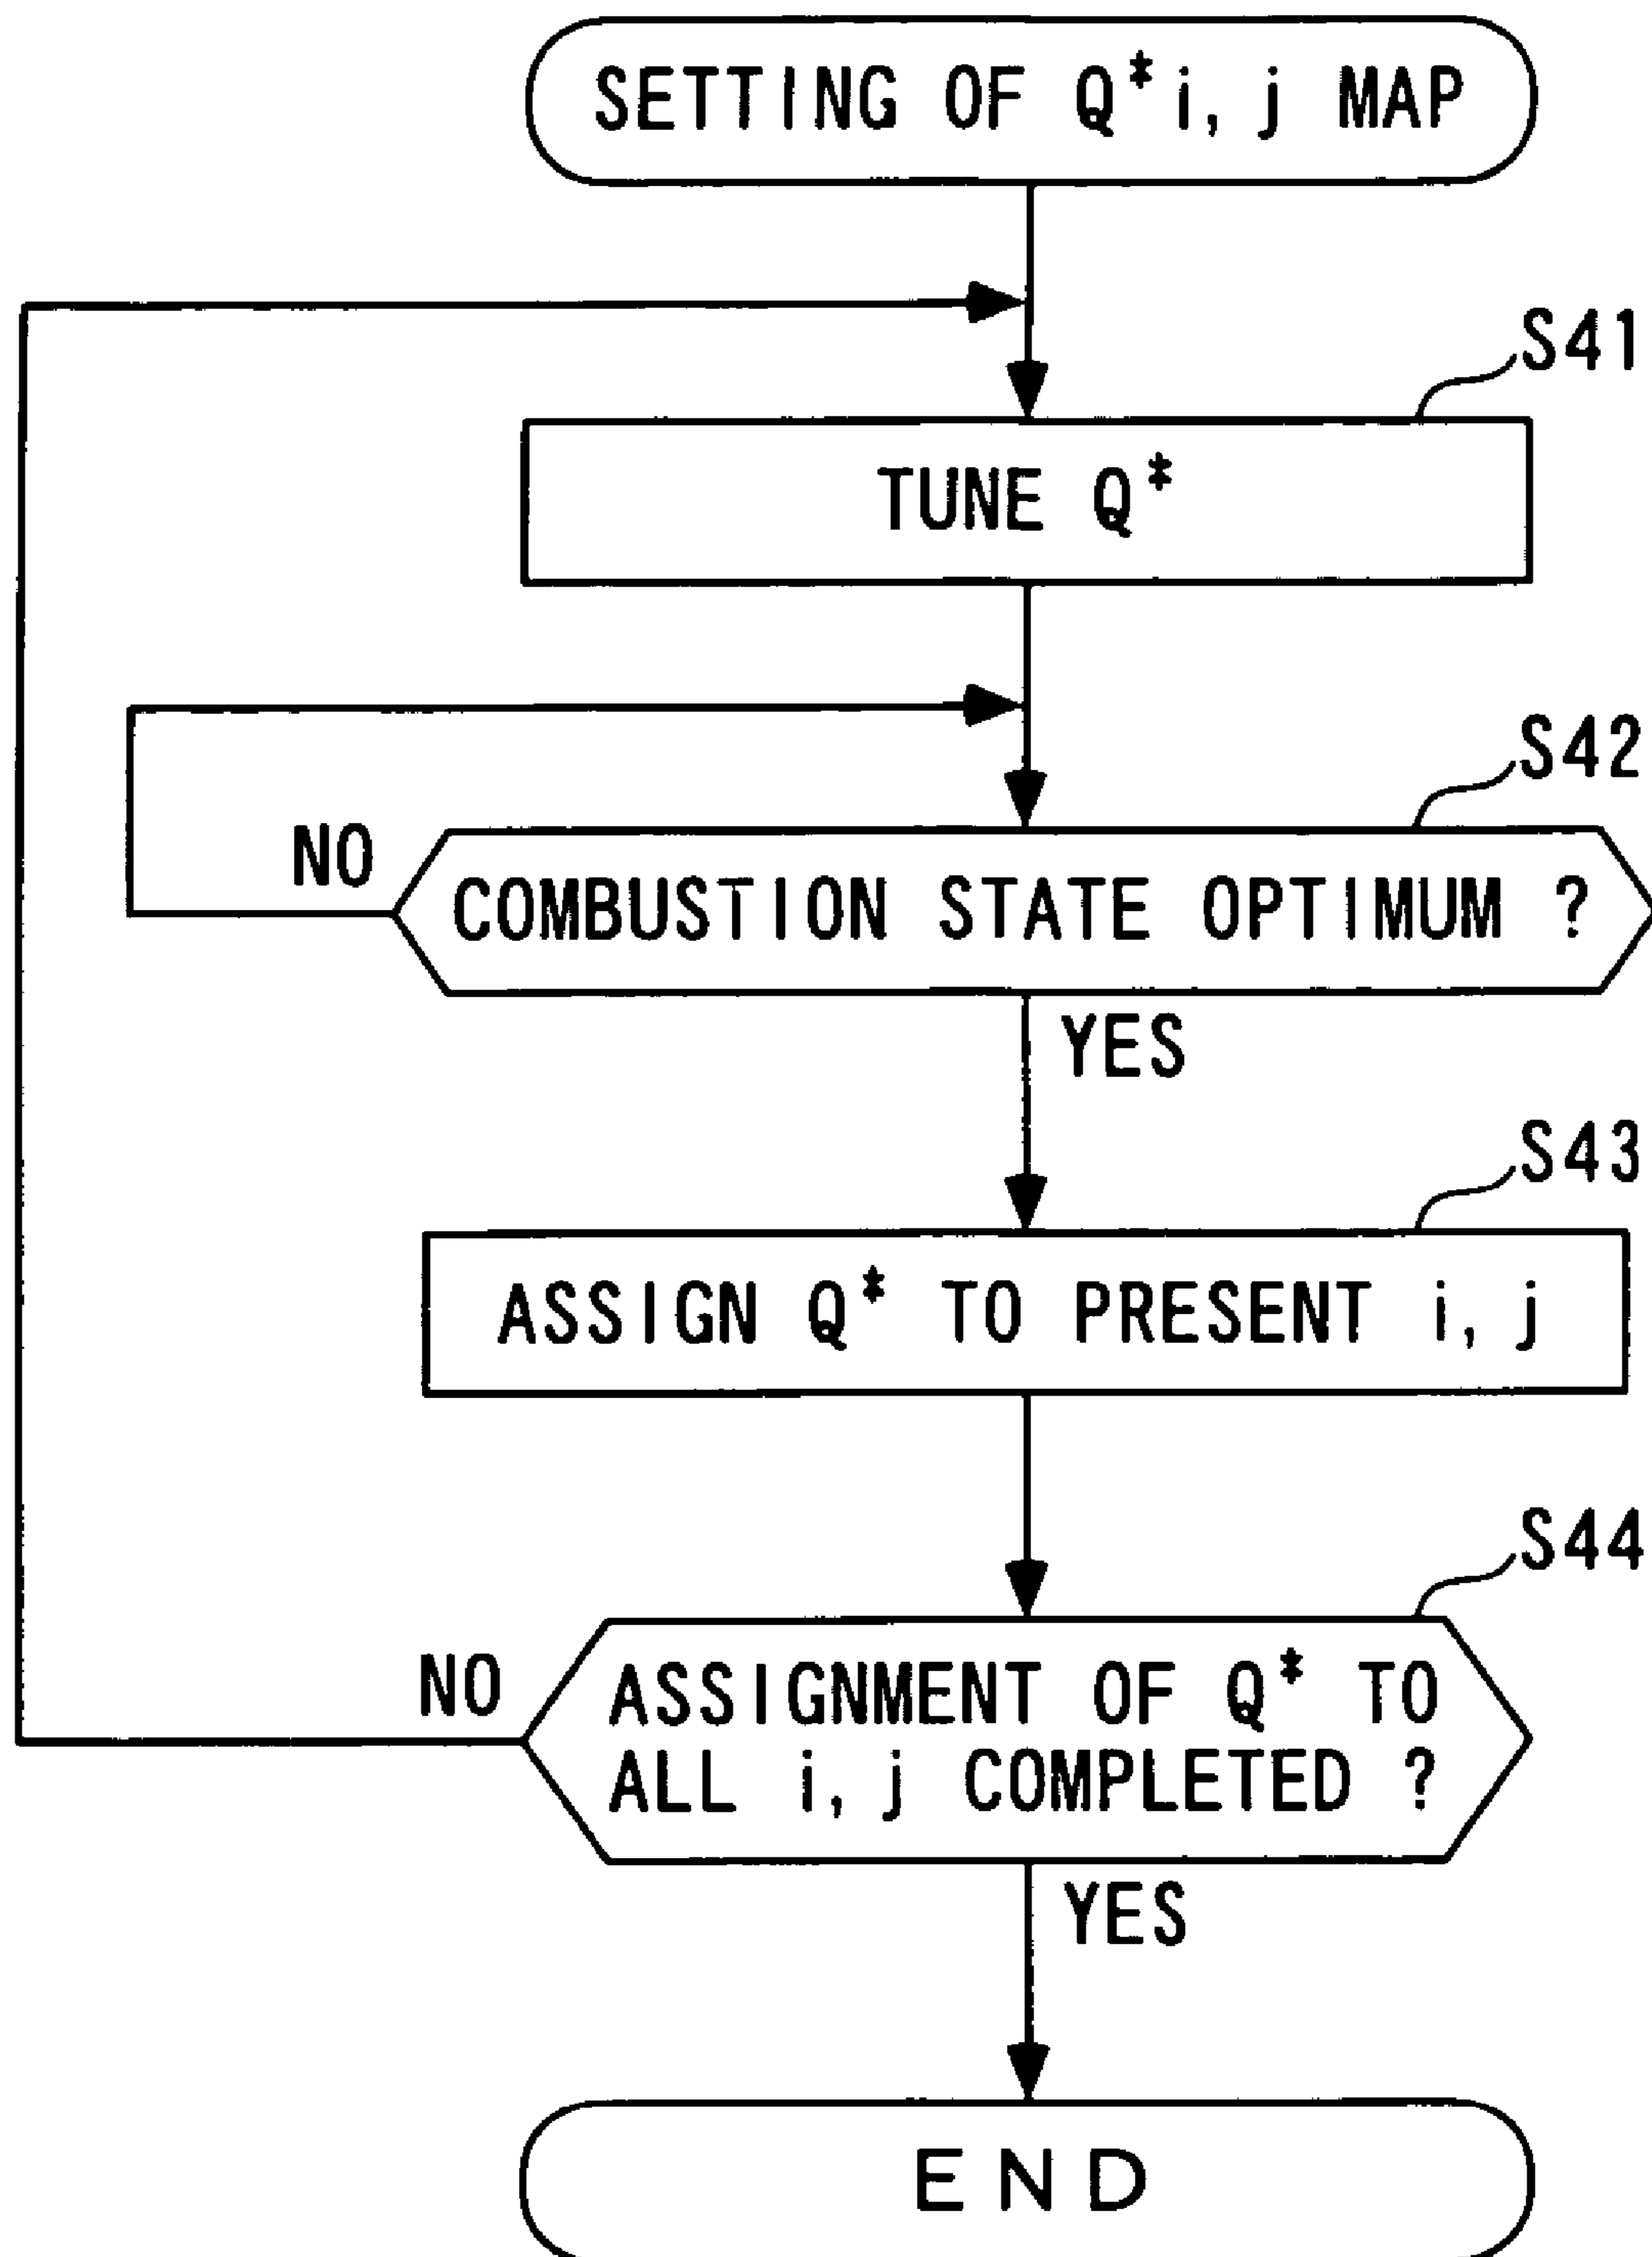 SETTING OF Q*i, j MAP
S41
TUNE Q*
S42
NO
COMBUSTION STATE OPTIMUM ?
YES
S43
ASSIGN Q* TO PRESENT i, j
S44
NO
ASSIGNMENT OF Q* TO
ALL i, j COMPLETED ?
YES
END